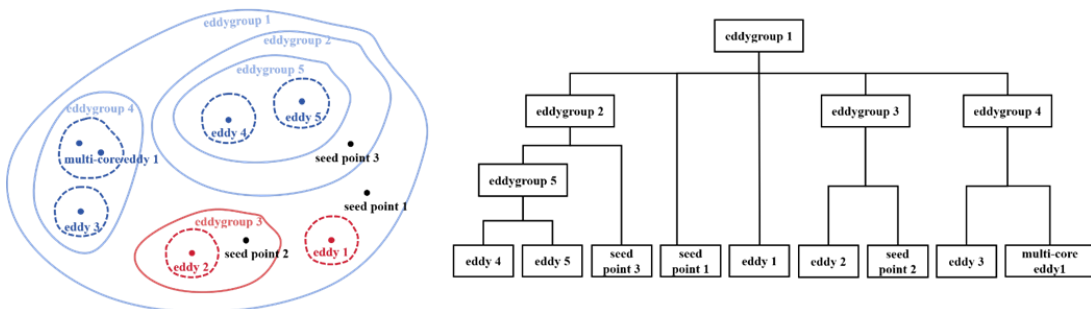 eddygroup 1
eddygroup 2
eddygroup 5
eddy 5
eddy 4
eddygroup 4
multi-core eddy 1
seed point 3
seed point 1
eddy 3
eddygroup 3
eddy 1
seed point 2
eddy 2
eddygroup 1
eddygroup 2
eddygroup 3
eddygroup 4
eddygroup 5
eddy 4
eddy 5
seed
point 3
seed
point 1
eddy 1
eddy 2
seed
point 2
eddy 3
multi-core
eddy1